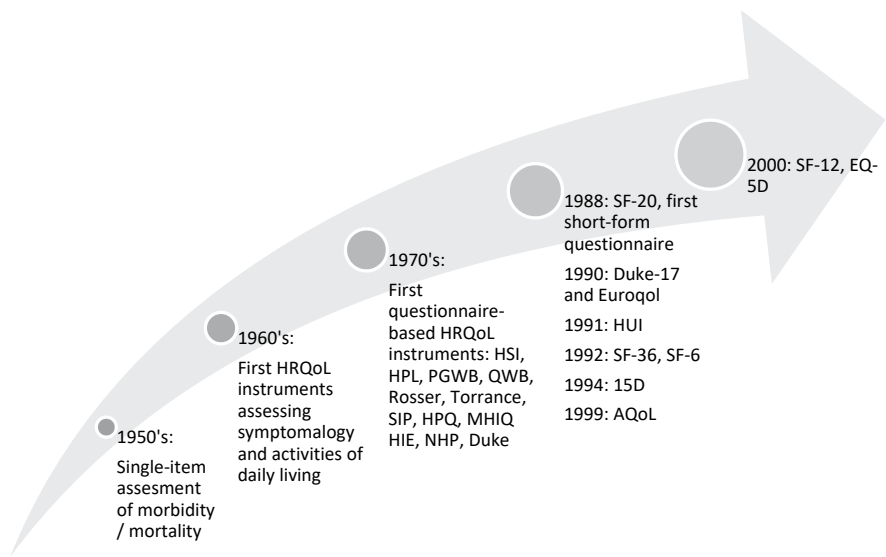 1950's:
Single-item
assesment
of morbidity
/ mortality
1960's:
First HRQoL
instruments
assessing
symptomalogy
and activities of
daily living
1970's:
First
questionnaire-
based HRQoL
instruments: HSI,
HPL, PGWB, QWB,
Rosser, Torrance,
SIP, HPQ, MHIQ
HIE, NHP, Duke
1988: SF-20, first
short-form
questionnaire
1990: Duke-17
and Euroqol
1991: HUI
1992: SF-36, SF-6
1994: 15D
1999: AQoL
2000: SF-12, EQ-
5D